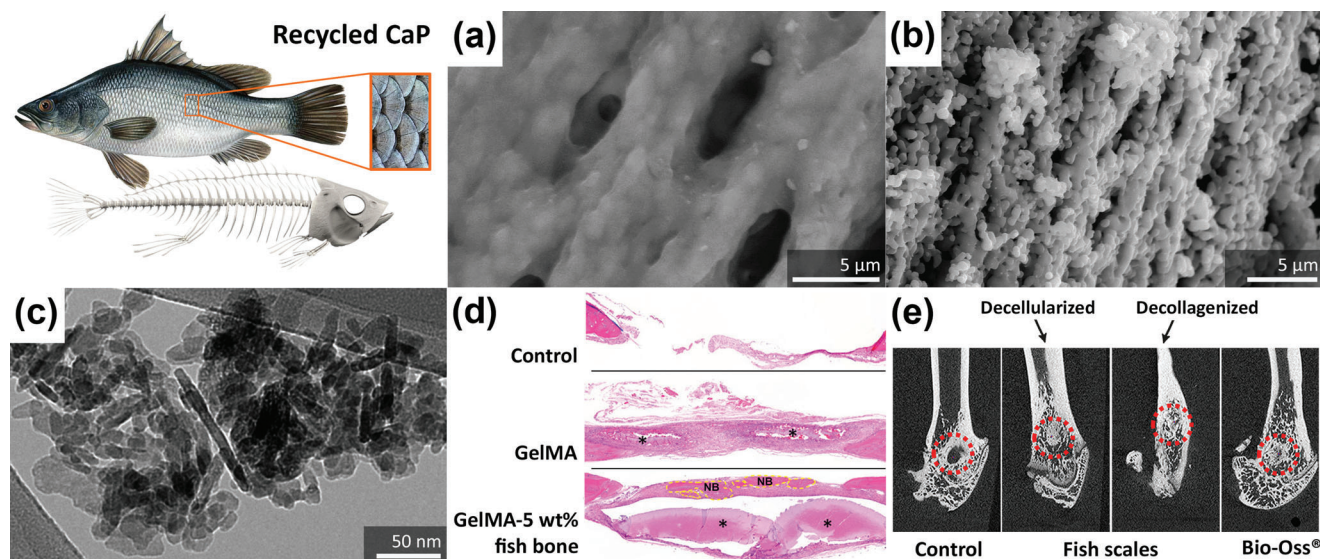 Recycled CaP
(a)
5 μm
(b)
5 μm
(c)
50 nm
(d)
Control
*
*
GelMA
NB
NB
GelMA-5 wt%
fish bone
*
*
(e)
Decellularized
Decollagenized
Control
Fish scales
Bio-Oss®